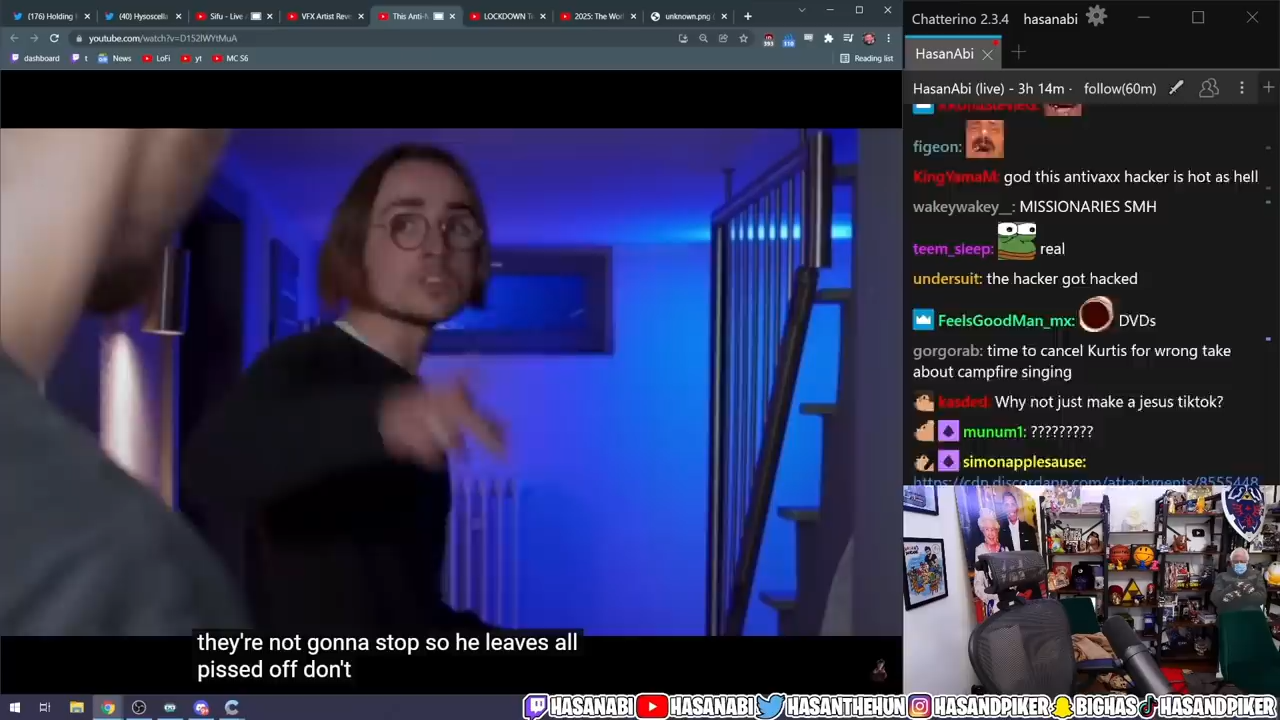 (176) Holding
(40) Hysoscell
Sifu - Live
VFX Artist Rev
This Anti-
LOCKDOWN T
2025: The Wo
unknown.png
youtube.com/watch?v=D152lWYtMuA
393
318
dashboard
t
News
LoFi
yt
MC S6
Reading list
they're not gonna stop so he leaves all
pissed off don't
Chatterino 2.3.4
hasanabi
HasanAbi
HasanAbi (live) - 3h 14m ·
follow(60m)
figeon:
KingYamaM: god this antivaxx hacker is hot as hell
wakeywakey__: MISSIONARIES SMH
teem_sleep: real
undersuit: the hacker got hacked
FeelsGoodMan_mx: DVDs
gorgorab: time to cancel Kurtis for wrong take
about campfire singing
kasded: Why not just make a jesus tiktok?
munum1: ?????????
simonapplesause:
https://cdn.discordapp.com/attachments/8555448
HASANABI HASANABI HASANTHEHUN HASANDPIKER BIGHAS HASANDPIKER